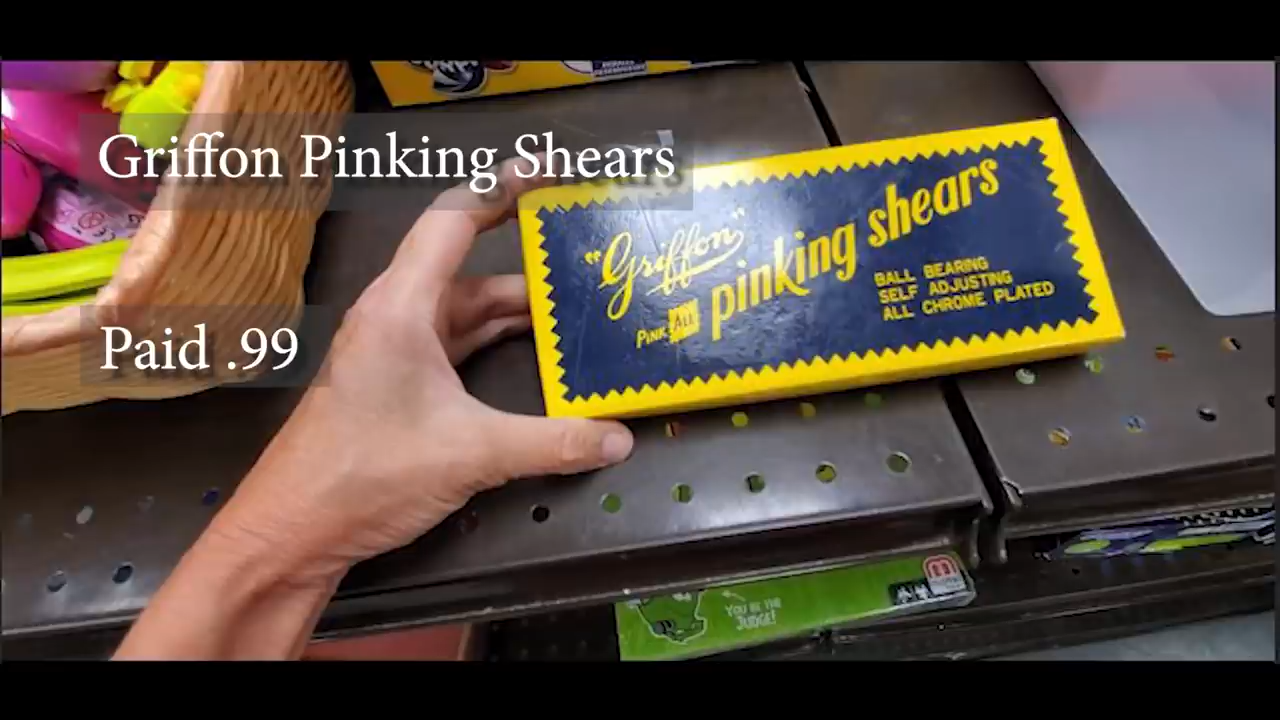 Griffon Pinking Shears
Paid .99
"Griffon"
PINK ALL pinking shears
BALL BEARING
SELF ADJUSTING
ALL CHROME PLATED
YOU BE THE
JUDGE!